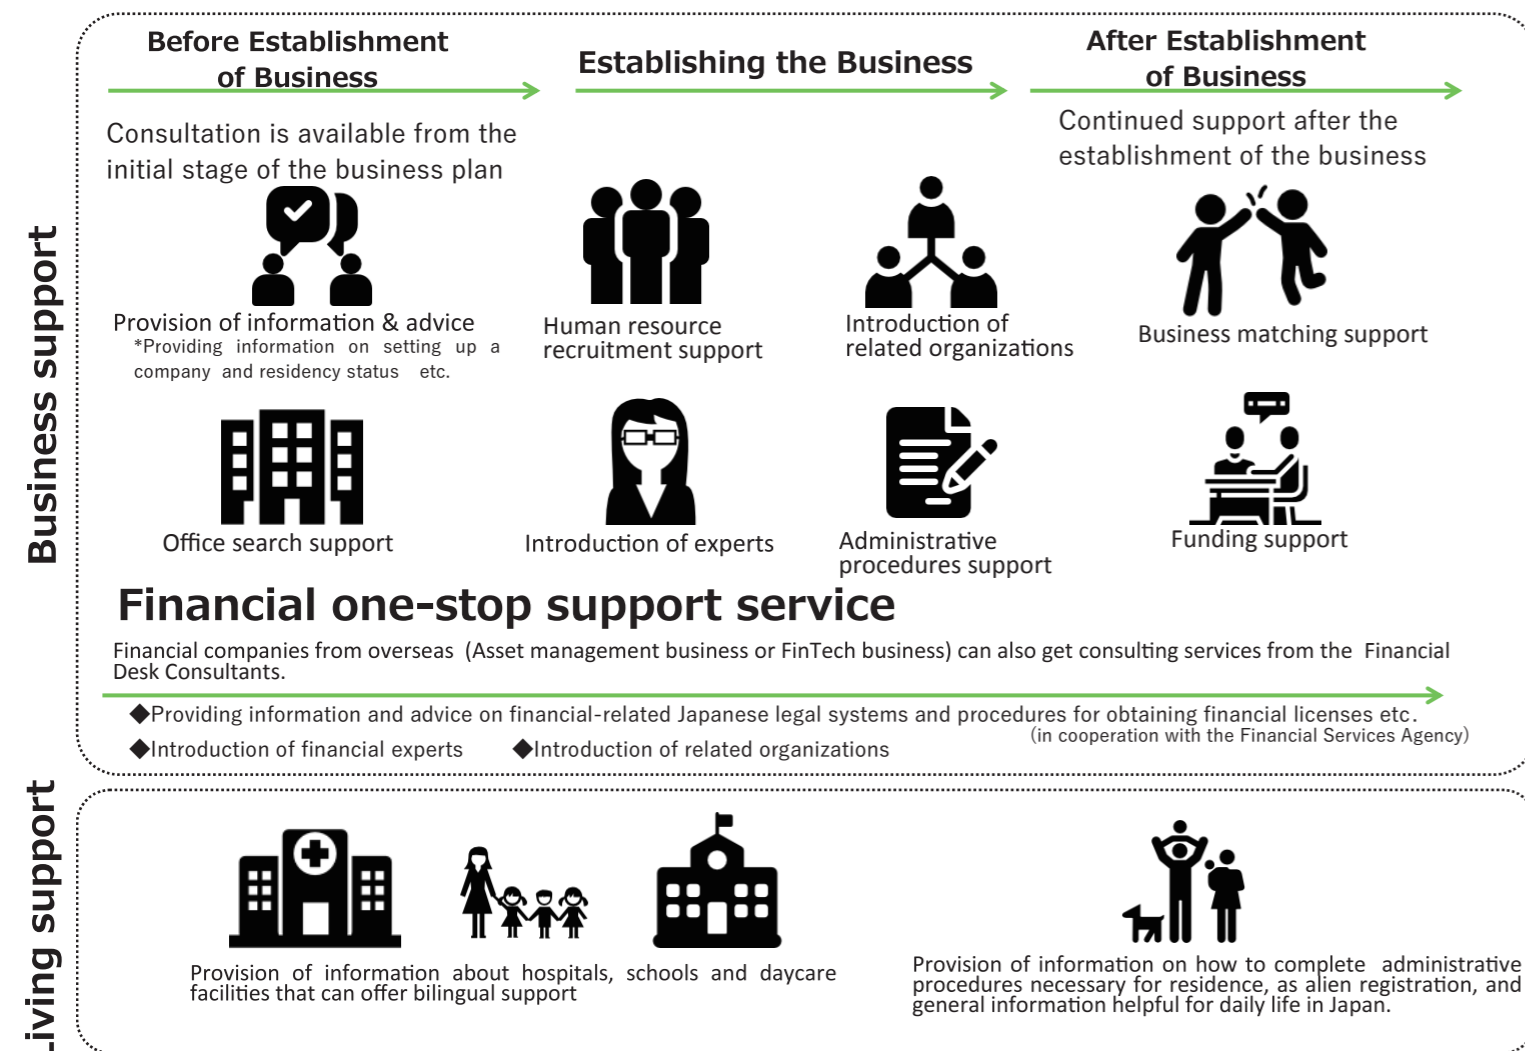 Business support
Before Establishment
of Business
Consultation is available from the
initial stage of the business plan
Provision of information & advice
*Providing information on setting up a
company and residency status etc.
Office search support
Establishing the Business
Human resource
recruitment support
Introduction of
related organizations
Introduction of experts
Administrative
procedures support
After Establishment
of Business
Continued support after the
establishment of the business
Business matching support
Funding support
Financial one-stop support service
Financial companies from overseas (Asset management business or FinTech business) can also get consulting services from the Financial
Desk Consultants.
◆Providing information and advice on financial-related Japanese legal systems and procedures for obtaining financial licenses etc.
(in cooperation with the Financial Services Agency)
◆Introduction of financial experts ◆Introduction of related organizations
Living support
Provision of information about hospitals, schools and daycare
facilities that can offer bilingual support
Provision of information on how to complete administrative
procedures necessary for residence, as alien registration, and
general information helpful for daily life in Japan.